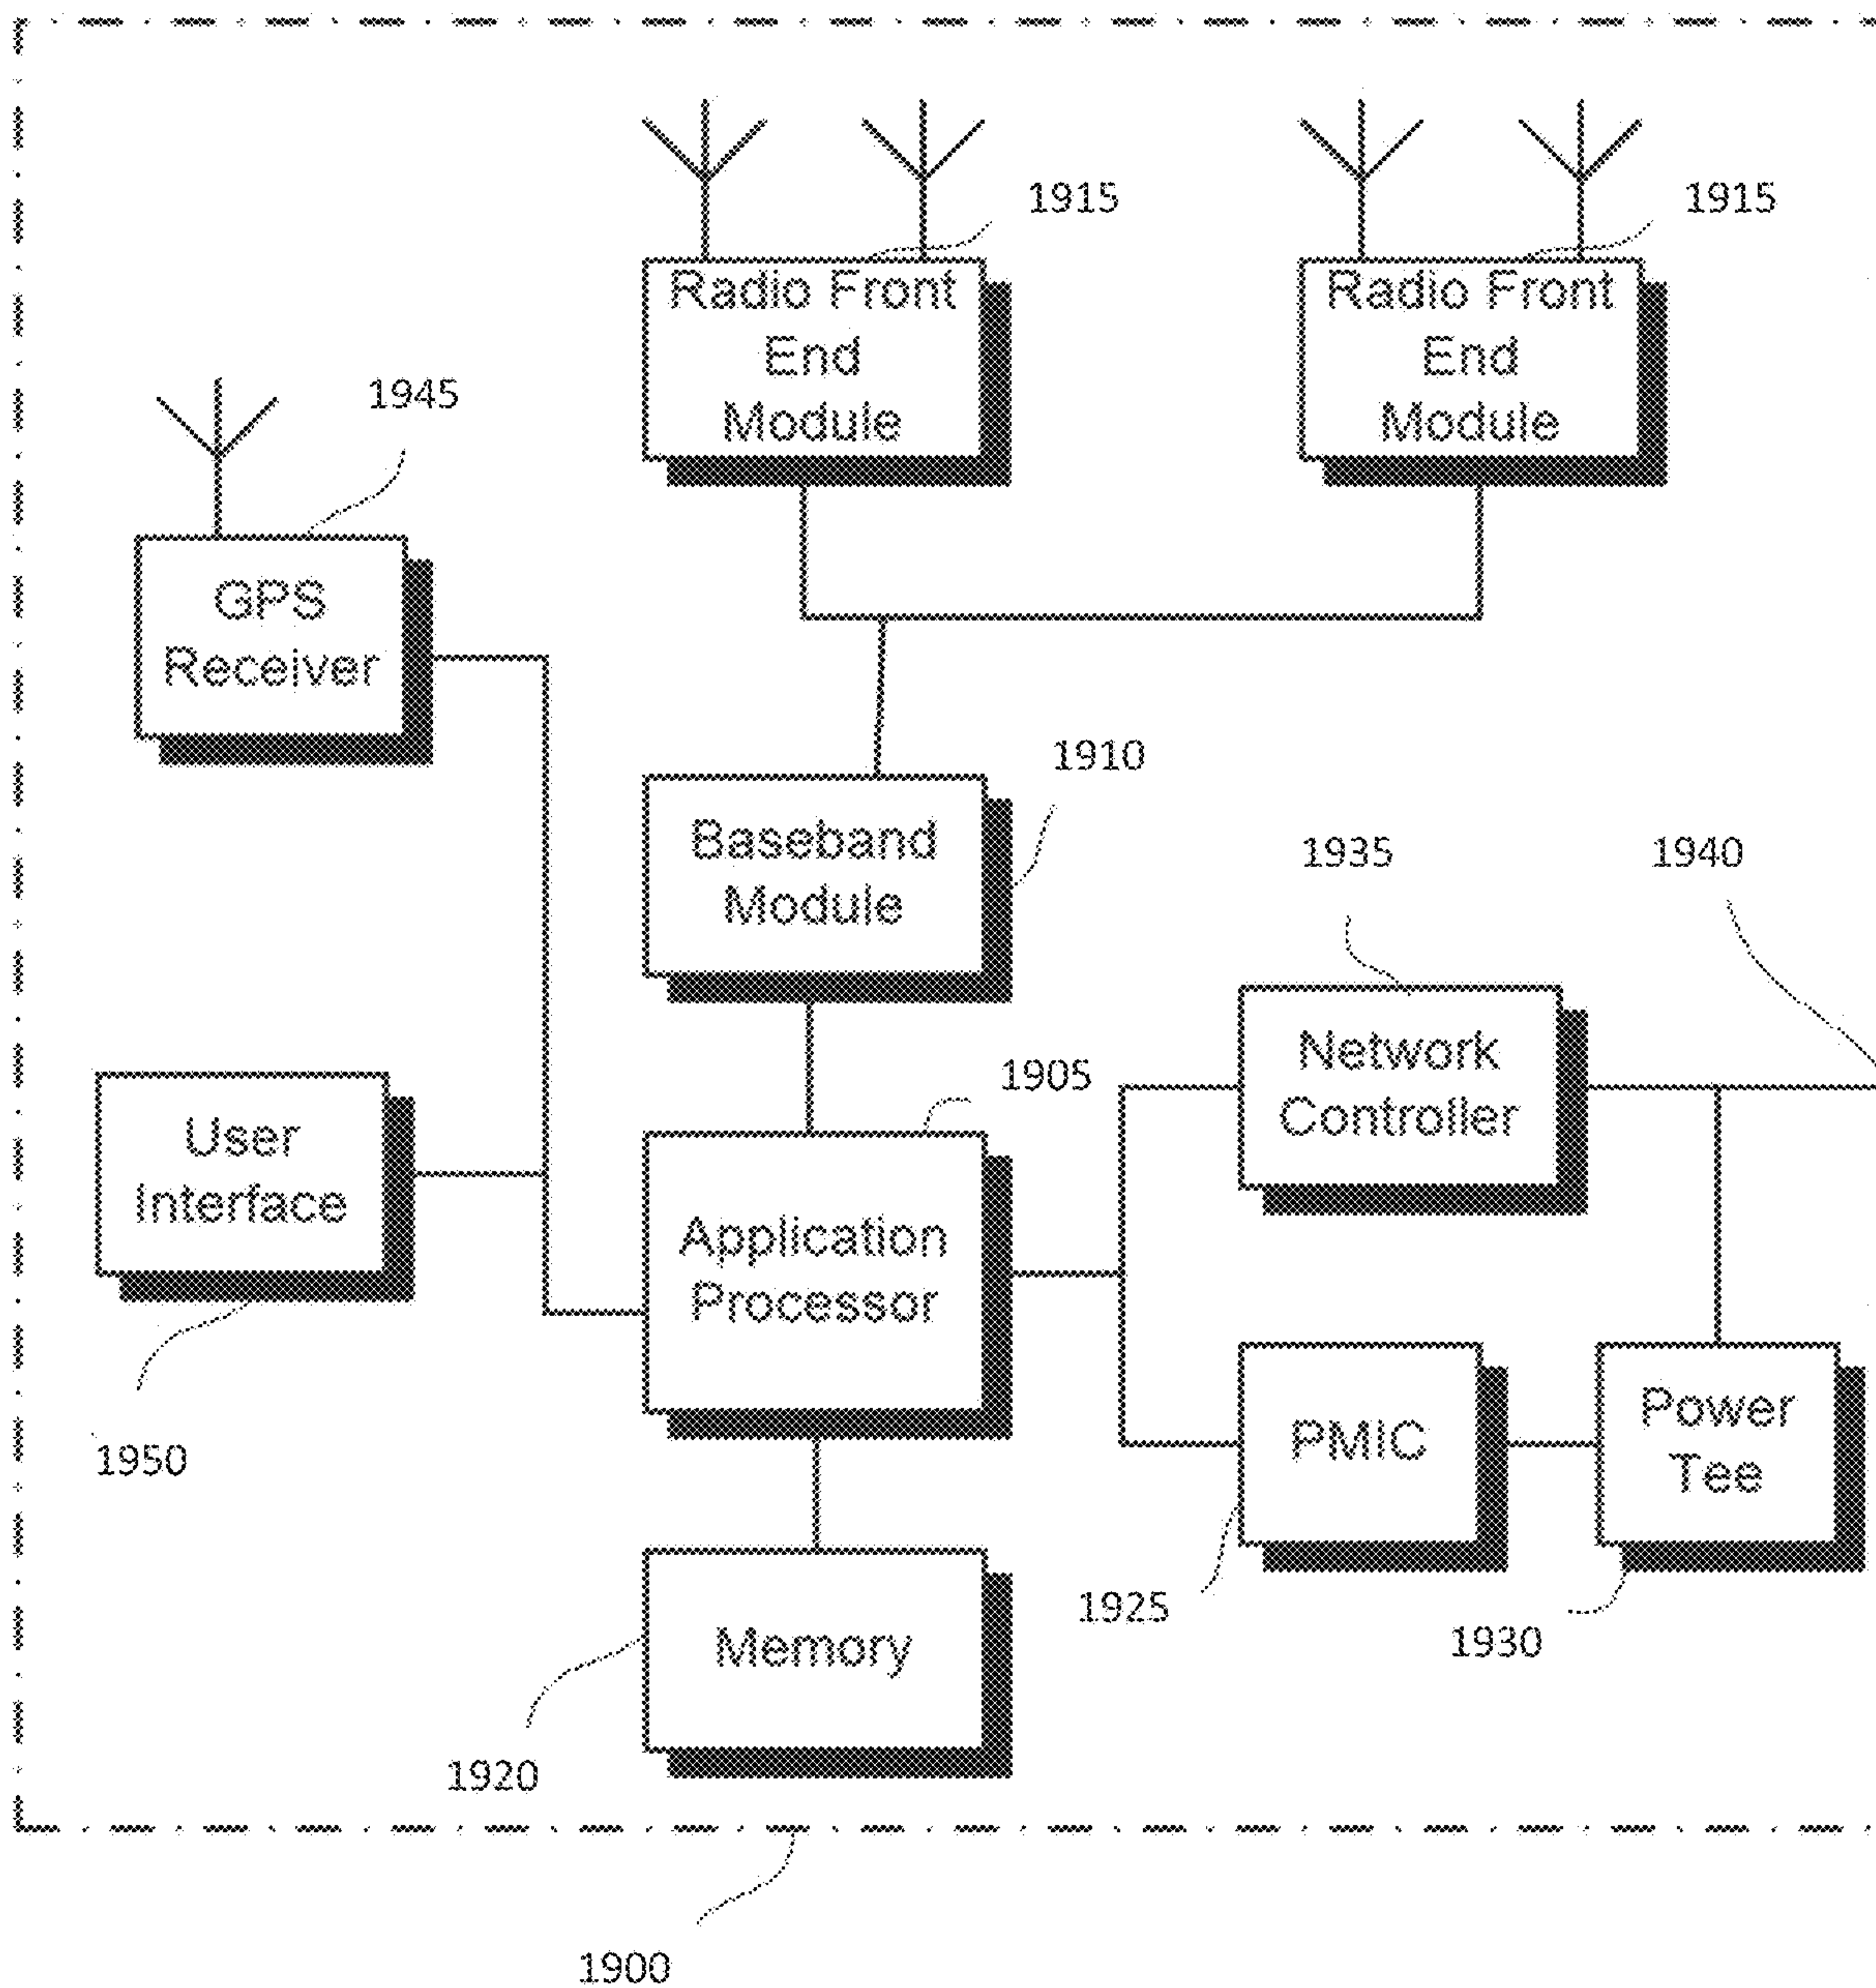 1915
1915
Radio Front
End
Module
Radio Front
End
Module
1945
GPS
Receiver
1910
Baseband
Module
1935
1940
Network
Controller
1905
User
Interface
Application
Processor
1950
PMIC
Power
Tee
1925
1930
Memory
1920
1900